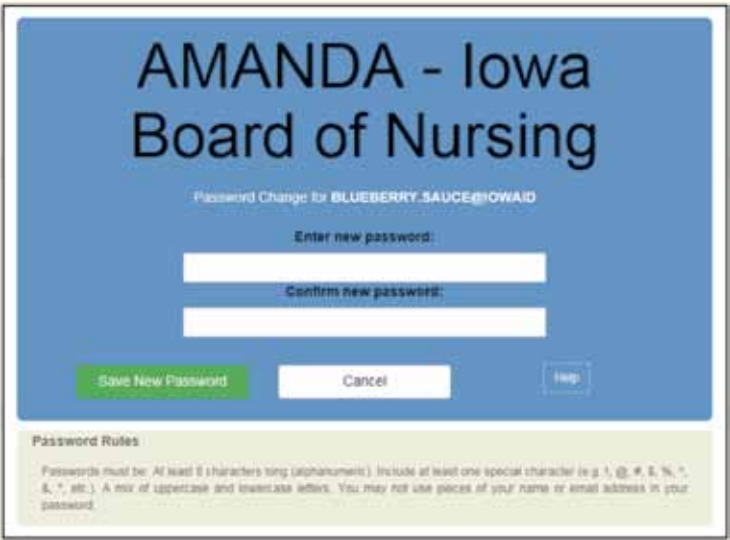 AMANDA - Iowa
Board of Nursing
Password Change for BLUEBERRY.SAUCE@IOWAID
Enter new password:
Confirm new password:
Save New Password
Cancel
Help
Password Rules
Passwords must be: At least 8 characters long (alphanumeric). Include at least one special character (e.g. !, @, #, $, %, ^,
&, *, etc.). A mix of uppercase and lowercase letters. You may not use pieces of your name or email address in your
password.